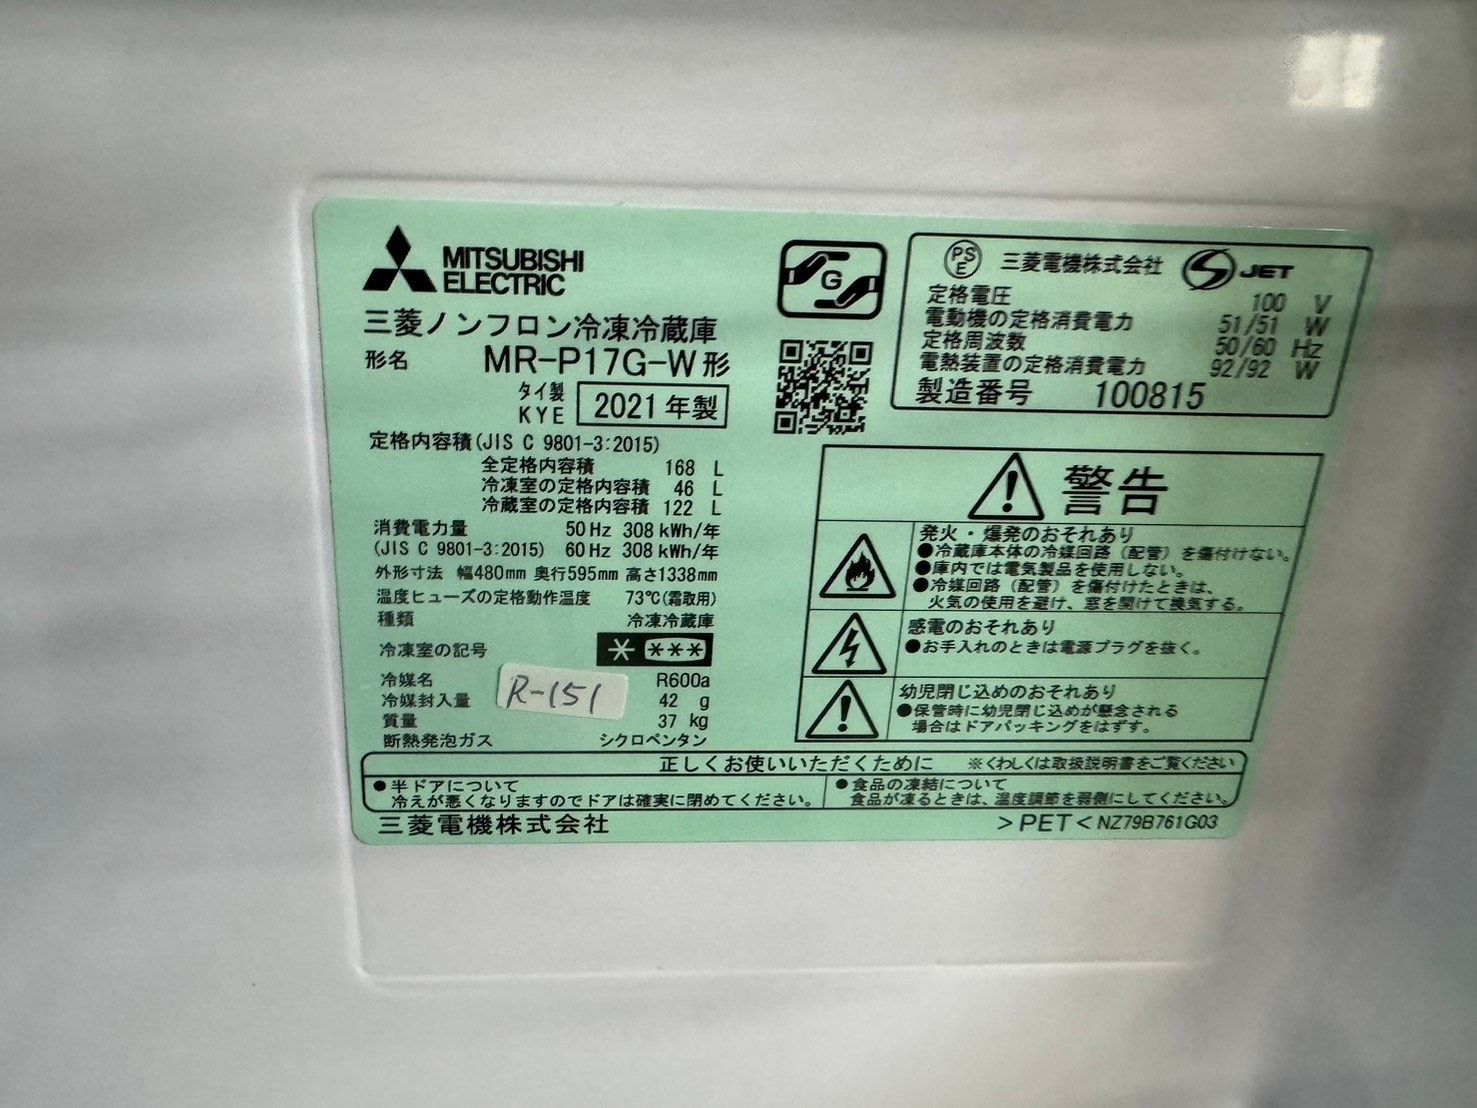 MITSUBISHI
ELECTRIC
三菱ノンフロン冷凍冷蔵庫
形名 MR-P17G-W形
タイ製
KYE 2021年製
定格内容積(JIS C 9801-3:2015)
全定格内容積 168 L
冷凍室の定格内容積 46 L
冷蔵室の定格内容積 122 L
消費電力量 50Hz 308kWh/年
(JIS C 9801-3:2015) 60Hz 308kWh/年
外形寸法 幅480mm 奥行595mm 高さ1338mm
温度ヒューズの定格動作温度 73℃(霜取用)
種類 冷凍冷蔵庫
冷凍室の記号 * ***
冷媒名 R600a
冷媒封入量 42 g
質量 37 kg
断熱発泡ガス シクロペンタン
R-151
G
PSE 三菱電機株式会社 S JET
定格電圧 100 V
電動機の定格消費電力 51/51 W
定格周波数 50/60 Hz
電熱装置の定格消費電力 92/92 W
製造番号 100815
警告
発火・爆発のおそれあり
●冷蔵庫本体の冷媒回路(配管)を傷付けない。
●庫内では電気製品を使用しない。
●冷媒回路(配管)を傷付けたときは、
火気の使用を避け、窓を開けて換気する。
感電のおそれあり
●お手入れのときは電源プラグを抜く。
幼児閉じ込めのおそれあり
●保管時に幼児閉じ込めが懸念される
場合はドアパッキングをはずす。
正しくお使いいただくために ※くわしくは取扱説明書をご覧ください
●半ドアについて
冷えが悪くなりますのでドアは確実に閉めてください。
●食品の凍結について
食品が凍るときは、温度調節を弱側にしてください。
三菱電機株式会社 >PET< NZ79B761G03